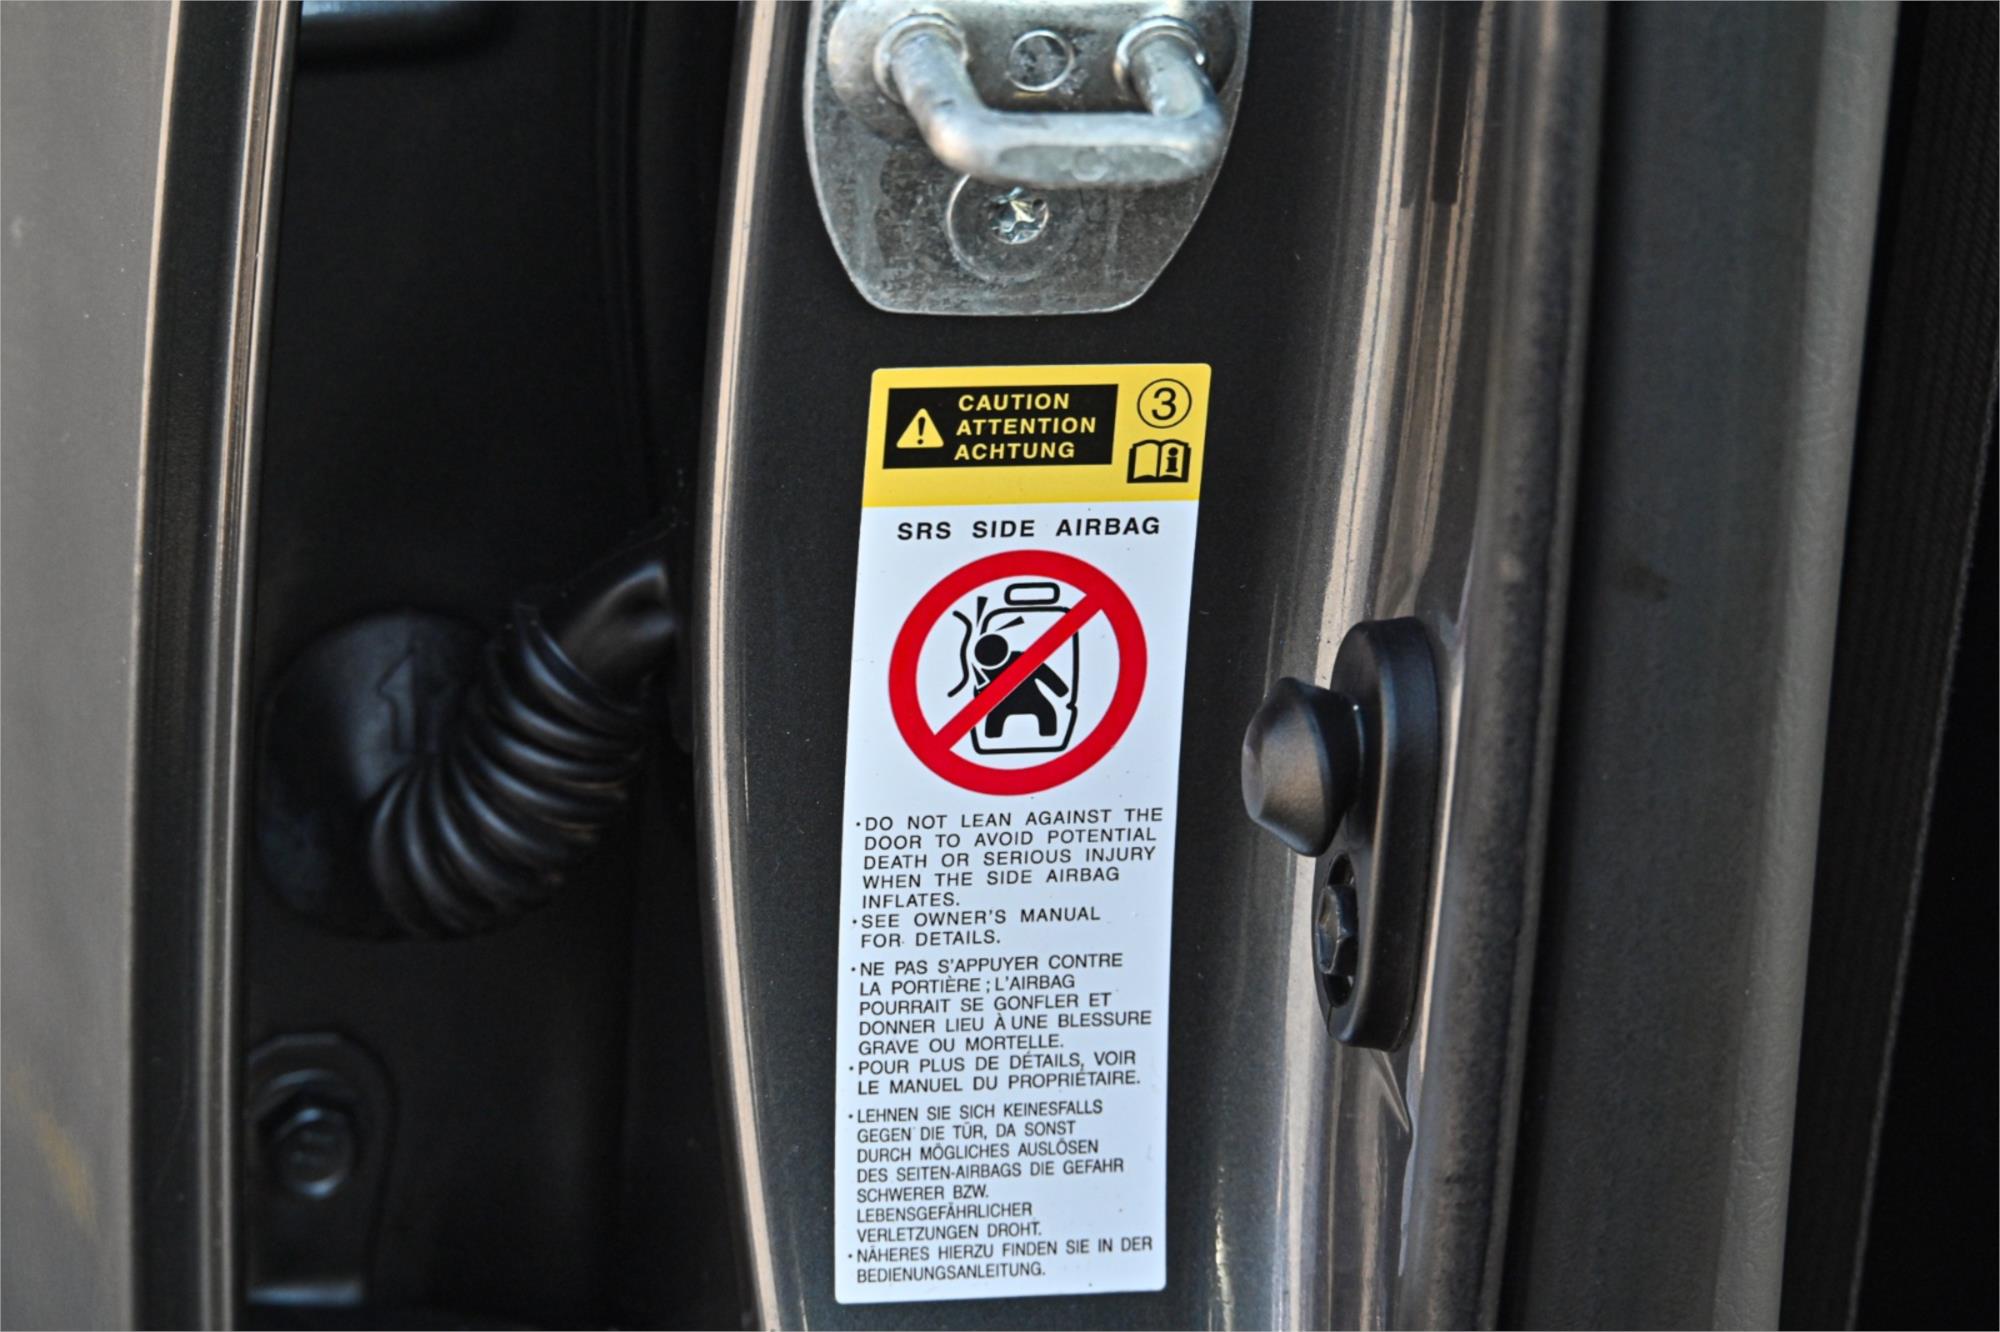 CAUTION
ATTENTION
ACHTUNG
3
SRS SIDE AIRBAG
·DO NOT LEAN AGAINST THE
DOOR TO AVOID POTENTIAL
DEATH OR SERIOUS INJURY
WHEN THE SIDE AIRBAG
INFLATES.
·SEE OWNER'S MANUAL
FOR DETAILS.
·NE PAS S'APPUYER CONTRE
LA PORTIÈRE ; L'AIRBAG
POURRAIT SE GONFLER ET
DONNER LIEU À UNE BLESSURE
GRAVE OU MORTELLE.
·POUR PLUS DE DÉTAILS, VOIR
LE MANUEL DU PROPRIÉTAIRE.
·LEHNEN SIE SICH KEINESFALLS
GEGEN DIE TÜR, DA SONST
DURCH MÖGLICHES AUSLÖSEN
DES SEITEN-AIRBAGS DIE GEFAHR
SCHWERER BZW.
LEBENSGEFÄHRLICHER
VERLETZUNGEN DROHT.
·NÄHERES HIERZU FINDEN SIE IN DER
BEDIENUNGSANLEITUNG.